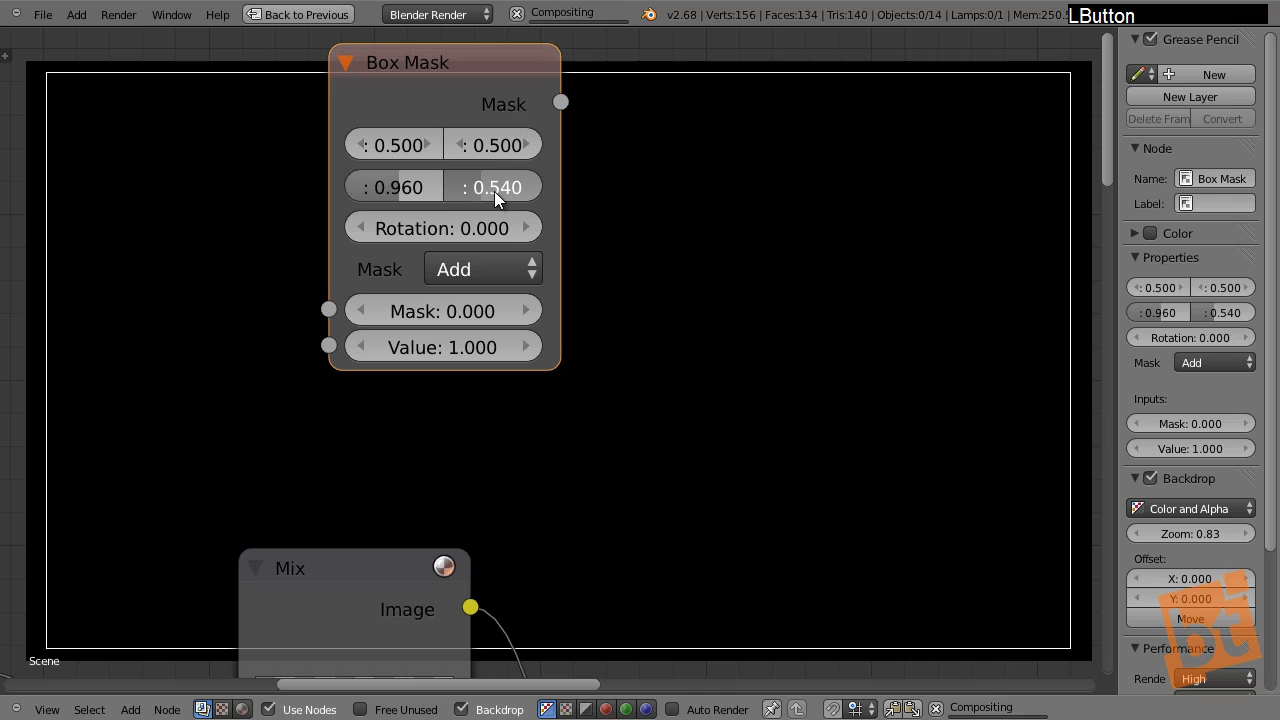 File Add Render Window Help Back to Previous Blender Render Compositing v2.68 | Verts:156 | Faces:134 | Tris:140 | Objects:0/14 | Lamps:0/1 | Mem:250.
LButton
Grease Pencil
New
New Layer
Delete Fram Convert
Node
Name: Box Mask
Label:
Color
Properties
: 0.500 : 0.500
: 0.960 : 0.540
Rotation: 0.000
Mask Add
Inputs:
Mask: 0.000
Value: 1.000
Backdrop
Color and Alpha
Zoom: 0.83
Offset:
X: 0.000
Y: 0.000
Move
Performance
Rende High
Box Mask
Mask
: 0.500 : 0.500
: 0.960 : 0.540
Rotation: 0.000
Mask Add
Mask: 0.000
Value: 1.000
Mix
Image
Scene
View Select Add Node Use Nodes Free Unused Backdrop Auto Render Compositing
bt